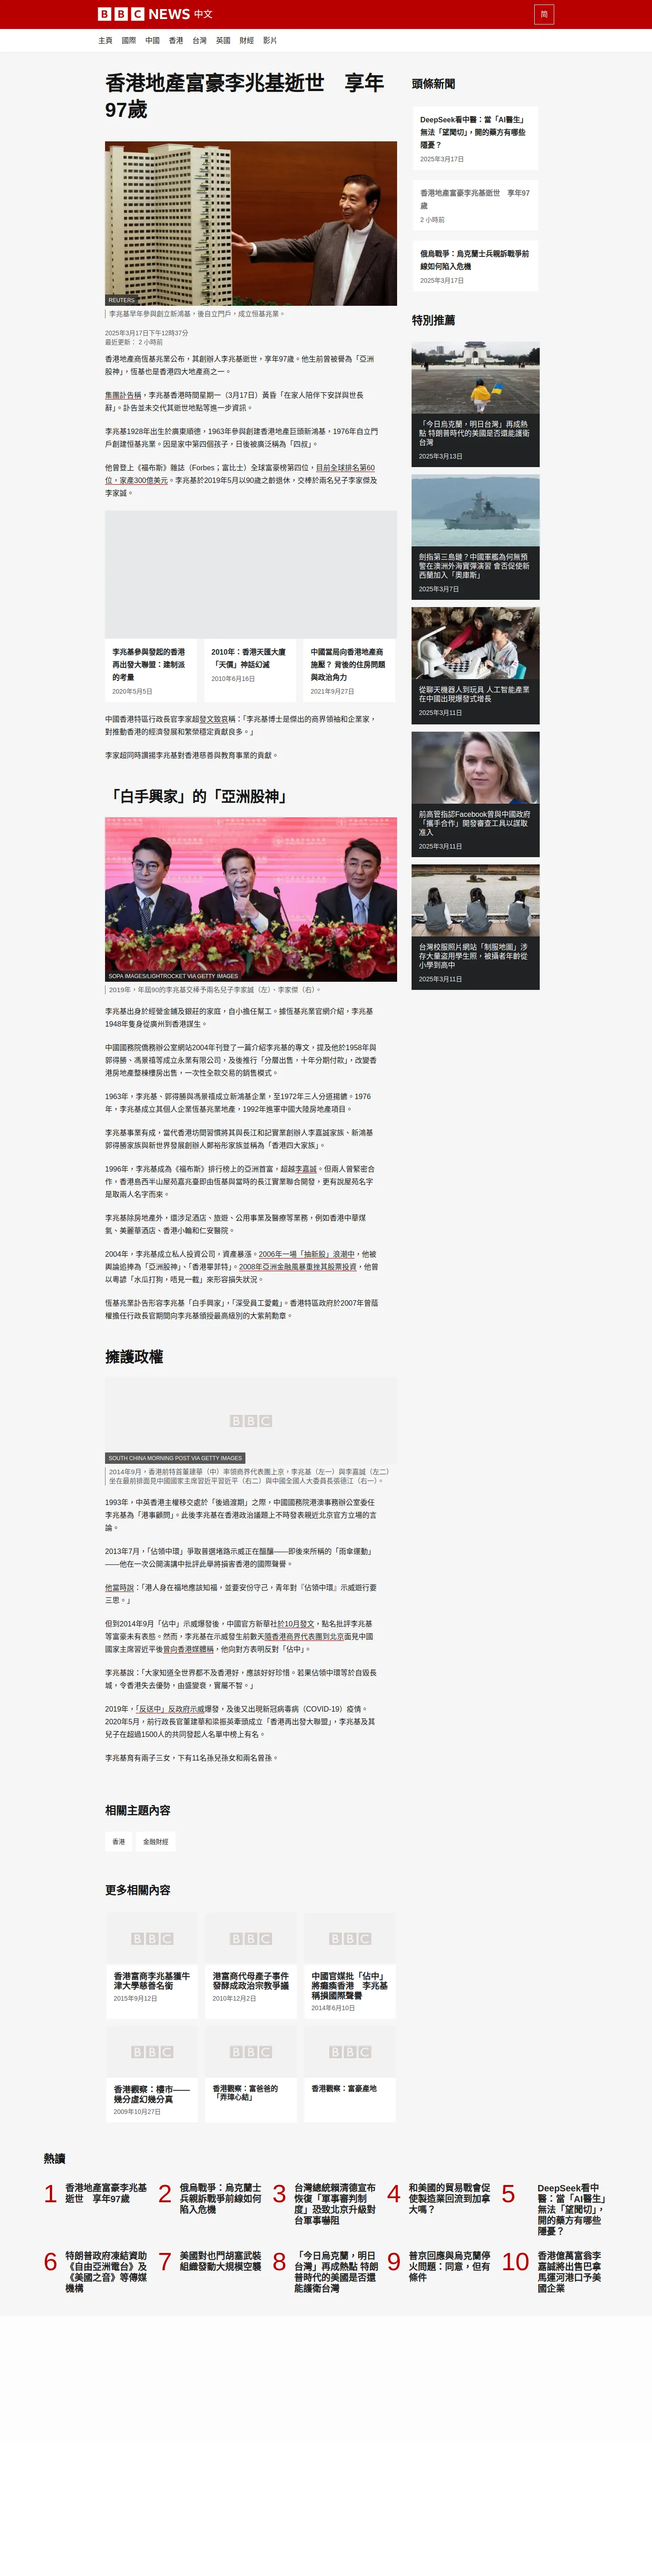 BBC NEWS 中文
简
主頁 國際 中國 香港 台灣 英國 財經 影片
香港地產富豪李兆基逝世　享年
97歲
REUTERS
李兆基早年參與創立新鴻基，後自立門戶，成立恒基兆業。
2025年3月17日下午12時37分
最近更新： 2 小時前
香港地產商恆基兆業公布，其創辦人李兆基逝世，享年97歲。他生前曾被譽為「亞洲
股神」，恆基也是香港四大地產商之一。
集團訃告稱，李兆基香港時間星期一（3月17日）黃昏「在家人陪伴下安詳與世長
辭」。訃告並未交代其逝世地點等進一步資訊。
李兆基1928年出生於廣東順德，1963年參與創建香港地產巨頭新鴻基，1976年自立門
戶創建恒基兆業。因是家中第四個孩子，日後被廣泛稱為「四叔」。
他曾登上《福布斯》雜誌（Forbes；富比士）全球富豪榜第四位，目前全球排名第60
位，家產300億美元。李兆基於2019年5月以90歲之齡退休，交棒於兩名兒子李家傑及
李家誠。
李兆基參與發起的香港
再出發大聯盟：建制派
的考量
2020年5月5日
2010年：香港天匯大廈
「天價」神話幻滅
2010年6月16日
中國當局向香港地產商
施壓？ 背後的住房問題
與政治角力
2021年9月27日
中國香港特區行政長官李家超發文致哀稱：「李兆基博士是傑出的商界領袖和企業家，
對推動香港的經濟發展和繁榮穩定貢獻良多。」
李家超同時讚揚李兆基對香港慈善與教育事業的貢獻。
「白手興家」的「亞洲股神」
SOPA IMAGES/LIGHTROCKET VIA GETTY IMAGES
2019年，年屆90的李兆基交棒予兩名兒子李家誠（左）、李家傑（右）。
李兆基出身於經營金鋪及銀莊的家庭，自小擔任幫工。據恆基兆業官網介紹，李兆基
1948年隻身從廣州到香港謀生。
中國國務院僑務辦公室網站2004年刊登了一篇介紹李兆基的專文，提及他於1958年與
郭得勝、馮景禧等成立永業有限公司，及後推行「分層出售，十年分期付款」，改變香
港房地產整棟樓房出售，一次性全款交易的銷售模式。
1963年，李兆基、郭得勝與馮景禧成立新鴻基企業，至1972年三人分道揚鑣。1976
年，李兆基成立其個人企業恆基兆業地產，1992年進軍中國大陸房地產項目。
李兆基事業有成，當代香港坊間習慣將其與長江和記實業創辦人李嘉誠家族、新鴻基
郭得勝家族與新世界發展創辦人鄭裕彤家族並稱為「香港四大家族」。
1996年，李兆基成為《福布斯》排行榜上的亞洲首富，超越李嘉誠。但兩人曾緊密合
作，香港島西半山屋苑嘉兆臺即由恆基與當時的長江實業聯合開發，更有說屋苑名字
是取兩人名字而來。
李兆基除房地產外，還涉足酒店、旅遊、公用事業及醫療等業務，例如香港中華煤
氣、美麗華酒店、香港小輪和仁安醫院。
2004年，李兆基成立私人投資公司，資產暴漲。2006年一場「抽新股」浪潮中，他被
輿論追捧為「亞洲股神」、「香港畢菲特」。2008年亞洲金融風暴重挫其股票投資，他曾
以粵諺「水瓜打狗，唔見一截」來形容損失狀況。
恆基兆業訃告形容李兆基「白手興家」，「深受員工愛戴」。香港特區政府於2007年曾蔭
權擔任行政長官期間向李兆基頒授最高級別的大紫荊勳章。
擁護政權
BBC
SOUTH CHINA MORNING POST VIA GETTY IMAGES
2014年9月，香港前特首董建華（中）率領商界代表團上京，李兆基（左一）與李嘉誠（左二）
坐在最前排面見中國國家主席習近平習近平（右二）與中國全國人大委員長張德江（右一）。
1993年，中英香港主權移交處於「後過渡期」之際，中國國務院港澳事務辦公室委任
李兆基為「港事顧問」。此後李兆基在香港政治議題上不時發表親近北京官方立場的言
論。
2013年7月，「佔領中環」爭取普選堵路示威正在醞釀——即後來所稱的「雨傘運動」
——他在一次公開演講中批評此舉將損害香港的國際聲譽。
他當時說：「港人身在福地應該知福，並要安份守己，青年對『佔領中環』示威遊行要
三思。」
但到2014年9月「佔中」示威爆發後，中國官方新華社於10月發文，點名批評李兆基
等富豪未有表態。然而，李兆基在示威發生前數天隨香港商界代表團到北京面見中國
國家主席習近平後曾向香港媒體稱，他向對方表明反對「佔中」。
李兆基說：「大家知道全世界都不及香港好，應該好好珍惜。若果佔領中環等於自毀長
城，令香港失去優勢，由盛變衰，實屬不智。」
2019年，「反送中」反政府示威爆發，及後又出現新冠病毒病（COVID-19）疫情。
2020年5月，前行政長官董建華和梁振英牽頭成立「香港再出發大聯盟」，李兆基及其
兒子在超過1500人的共同發起人名單中榜上有名。
李兆基育有兩子三女，下有11名孫兒孫女和兩名曾孫。
相關主題內容
香港 金融財經
更多相關內容
BBC BBC BBC
香港富商李兆基獲牛
津大學慈善名銜
2015年9月12日
港富商代母產子事件
發酵成政治宗教爭議
2010年12月2日
中國官媒批「佔中」
將癱瘓香港　李兆基
稱損國際聲譽
2014年6月10日
BBC BBC BBC
香港觀察：樓市——
幾分虛幻幾分真
2009年10月27日
香港觀察：富爸爸的
「弄璋心結」
香港觀察：富豪產地
頭條新聞
DeepSeek看中醫：當「AI醫生」
無法「望聞切」，開的藥方有哪些
隱憂？
2025年3月17日
香港地產富豪李兆基逝世　享年97
歲
2 小時前
俄烏戰爭：烏克蘭士兵親訴戰爭前
線如何陷入危機
2025年3月17日
特別推薦
「今日烏克蘭，明日台灣」再成熱
點 特朗普時代的美國是否還能護衛
台灣
2025年3月13日
劍指第三島鏈？中國軍艦為何無預
警在澳洲外海實彈演習 會否促使新
西蘭加入「奧庫斯」
2025年3月7日
從聊天機器人到玩具 人工智能產業
在中國出現爆發式增長
2025年3月11日
前高管指認Facebook曾與中國政府
「攜手合作」開發審查工具以謀取
准入
2025年3月11日
台灣校服照片網站「制服地圖」涉
存大量盜用學生照，被攝者年齡從
小學到高中
2025年3月11日
熱讀
1
香港地產富豪李兆基
逝世　享年97歲
2
俄烏戰爭：烏克蘭士
兵親訴戰爭前線如何
陷入危機
3
台灣總統賴清德宣布
恢復「軍事審判制
度」恐致北京升級對
台軍事嚇阻
4
和美國的貿易戰會促
使製造業回流到加拿
大嗎？
5
DeepSeek看中
醫：當「AI醫生」
無法「望聞切」，
開的藥方有哪些
隱憂？
6
特朗普政府凍結資助
《自由亞洲電台》及
《美國之音》等傳媒
機構
7
美國對也門胡塞武裝
組織發動大規模空襲
8
「今日烏克蘭，明日
台灣」再成熱點 特朗
普時代的美國是否還
能護衛台灣
9
普京回應與烏克蘭停
火問題：同意，但有
條件
10
香港億萬富翁李
嘉誠將出售巴拿
馬運河港口予美
國企業